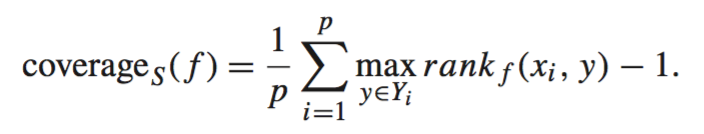 coverage_S(f) = \frac{1}{p} \sum_{i=1}^{p} \max_{y \in Y_i} rank_f(x_i, y) − 1.